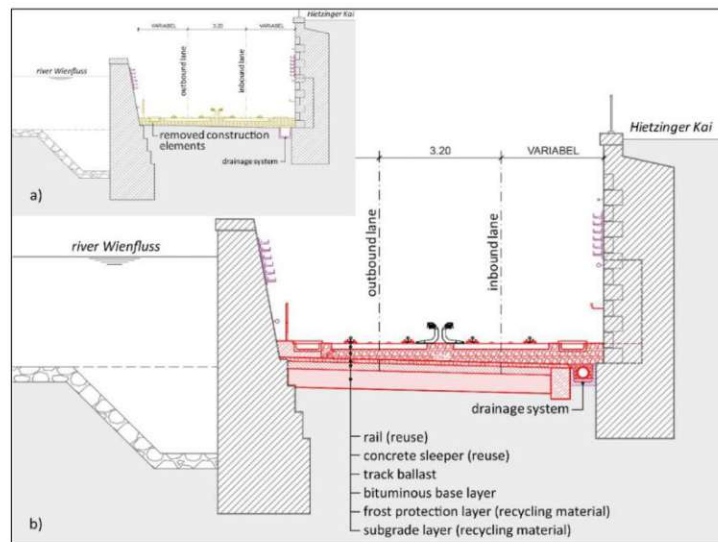 a)
Hietzinger Kai
VARIABEL
3.20
VARIABEL
river Wienfluss
outbound lane
inbound lane
removed construction
elements
drainage system
b)
Hietzinger Kai
3.20
VARIABEL
river Wienfluss
outbound lane
inbound lane
drainage system
rail (reuse)
concrete sleeper (reuse)
track ballast
bituminous base layer
frost protection layer (recycling material)
subgrade layer (recycling material)